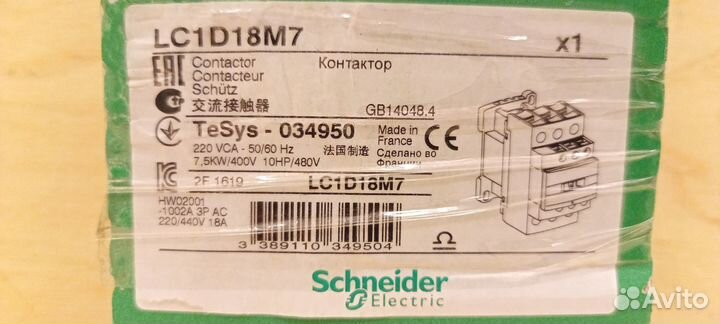 LC1D18M7 x1
EAC Contactor Контактор
Contacteur
Schütz
交流接触器 GB14048.4
TeSys - 034950 Made in France CE
220 VCA - 50/60 Hz 法国制造 Сделано во Франции
7,5KW/400V 10HP/480V
2F 1619 LC1D18M7
HW02001
-1002A 3P AC
220/440V 18A
3 389110 349504
Schneider
Electric
Avito